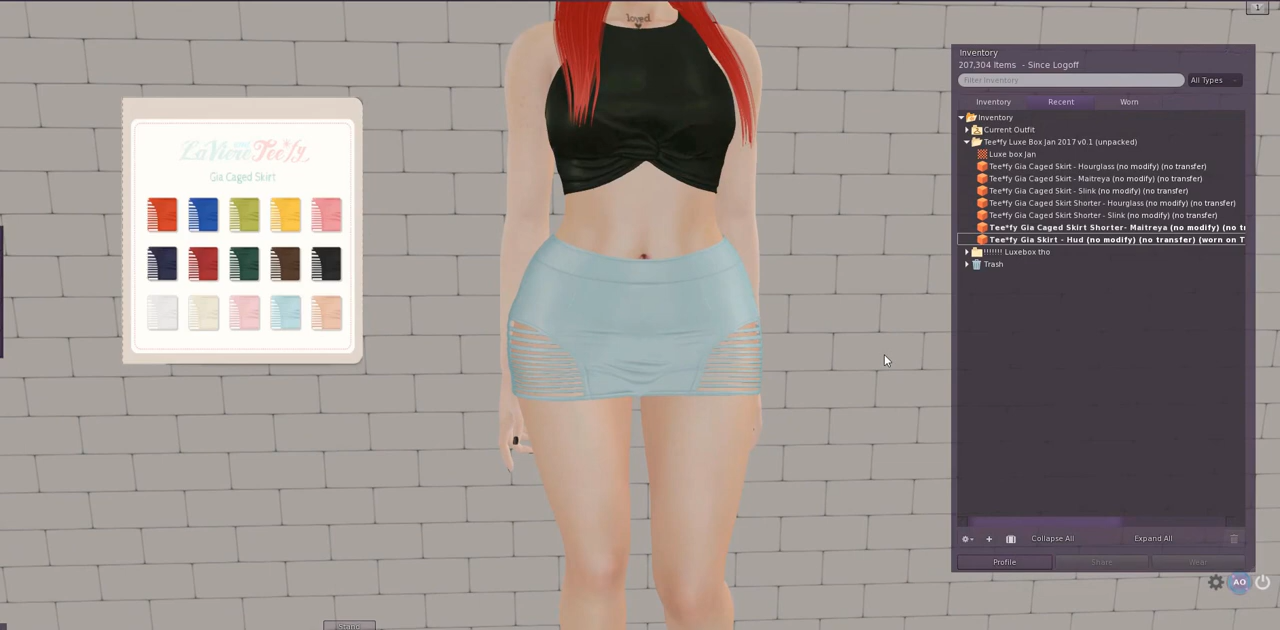 1
loved
LaViere Tee*fy
Gia Caged Skirt
Inventory
207,304 Items - Since Logoff
Filter Inventory
All Types
Inventory
Recent
Worn
Inventory
Current Outfit
Tee*fy Luxe Box Jan 2017 v0.1 (unpacked)
Luxe box Jan
Tee*fy Gia Caged Skirt - Hourglass (no modify) (no transfer)
Tee*fy Gia Caged Skirt - Maitreya (no modify) (no transfer)
Tee*fy Gia Caged Skirt - Slink (no modify) (no transfer)
Tee*fy Gia Caged Skirt Shorter - Hourglass (no modify) (no transfer)
Tee*fy Gia Caged Skirt Shorter - Slink (no modify) (no transfer)
Tee*fy Gia Caged Skirt Shorter- Maitreya (no modify) (no tr
Tee*fy Gia Skirt - Hud (no modify) (no transfer) (worn on T
!!!!!!! Luxebox tho
Trash
Collapse All
Expand All
Profile
Share
Wear
AO
Stand